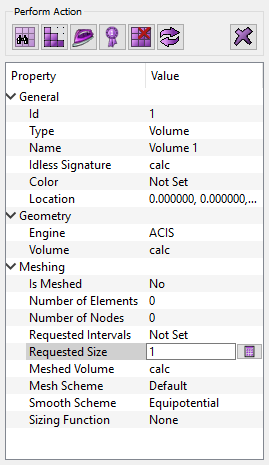 Perform Action
Property Value
General
Id 1
Type Volume
Name Volume 1
Idless Signature calc
Color Not Set
Location 0.000000, 0.000000,...
Geometry
Engine ACIS
Volume calc
Meshing
Is Meshed No
Number of Elements 0
Number of Nodes 0
Requested Intervals Not Set
Requested Size 1
Meshed Volume calc
Mesh Scheme Default
Smooth Scheme Equipotential
Sizing Function None